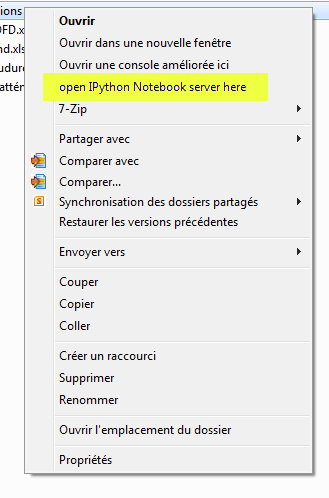 ions
Ouvrir
DFD.x
Ouvrir dans une nouvelle fenêtre
nd.xls
Ouvrir une console améliorée ici
udure
open IPython Notebook server here
attén
7-Zip
Partager avec
Comparer avec
Comparer...
Synchronisation des dossiers partagés
Restaurer les versions précédentes
Envoyer vers
Couper
Copier
Coller
Créer un raccourci
Supprimer
Renommer
Ouvrir l'emplacement du dossier
Propriétés